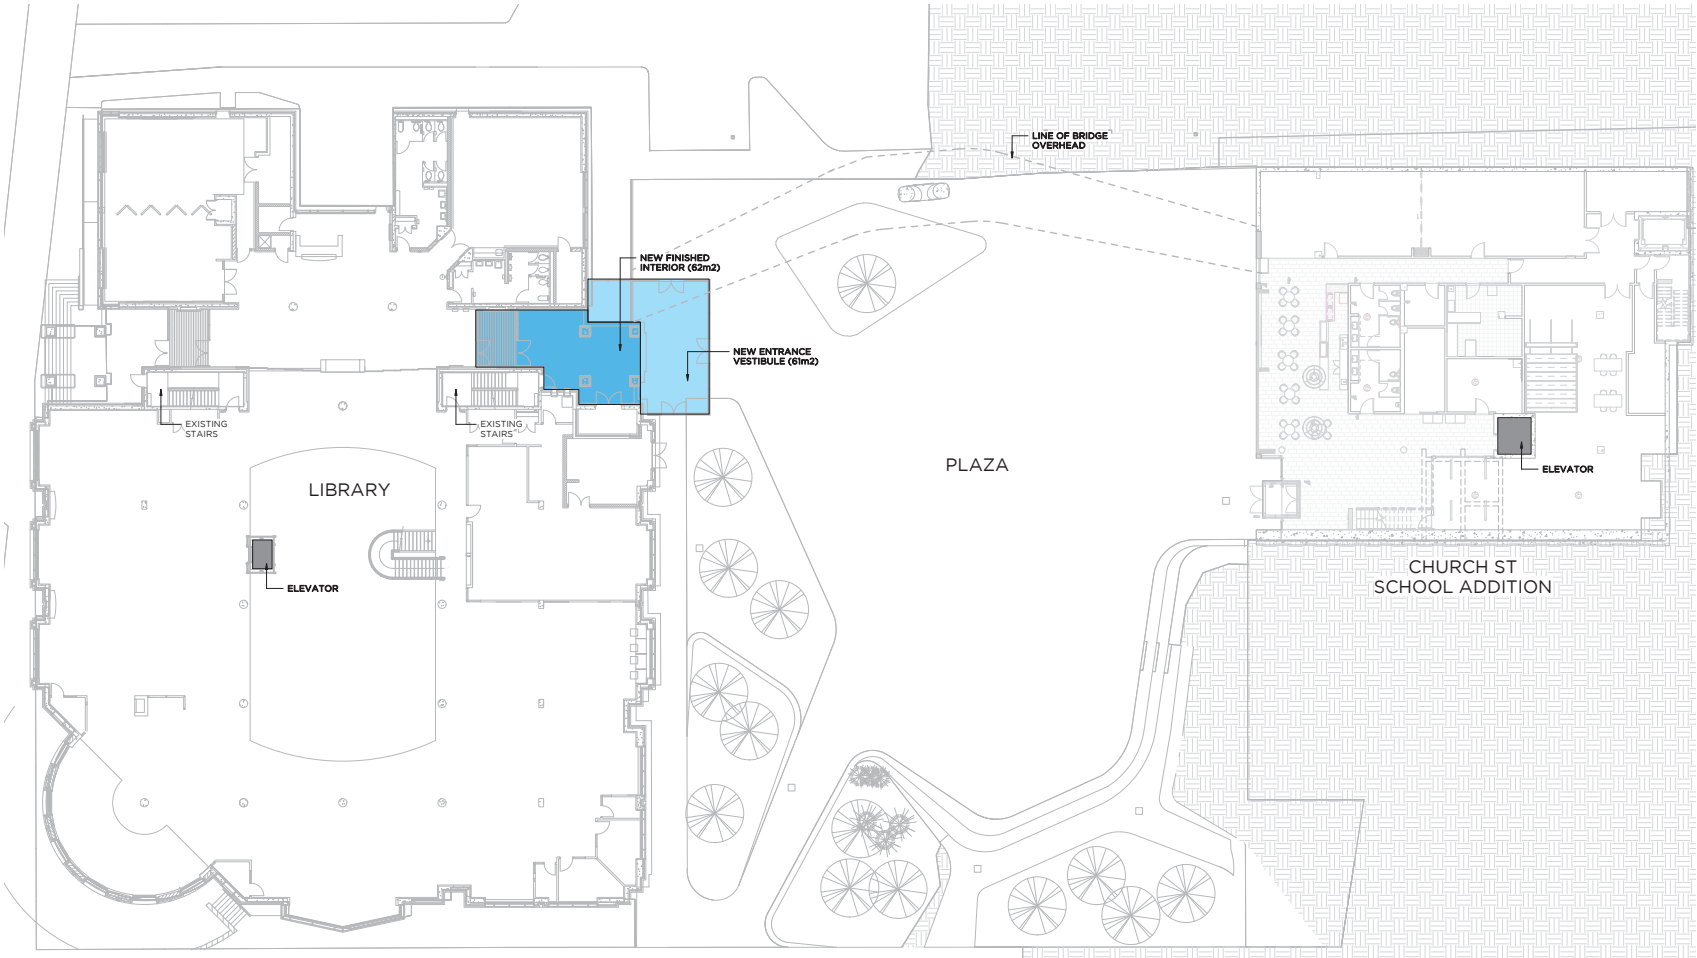 LINE OF BRIDGE
OVERHEAD
NEW FINISHED
INTERIOR (62m2)
NEW ENTRANCE
VESTIBULE (61m2)
EXISTING
STAIRS
EXISTING
STAIRS
LIBRARY
PLAZA
ELEVATOR
ELEVATOR
CHURCH ST
SCHOOL ADDITION